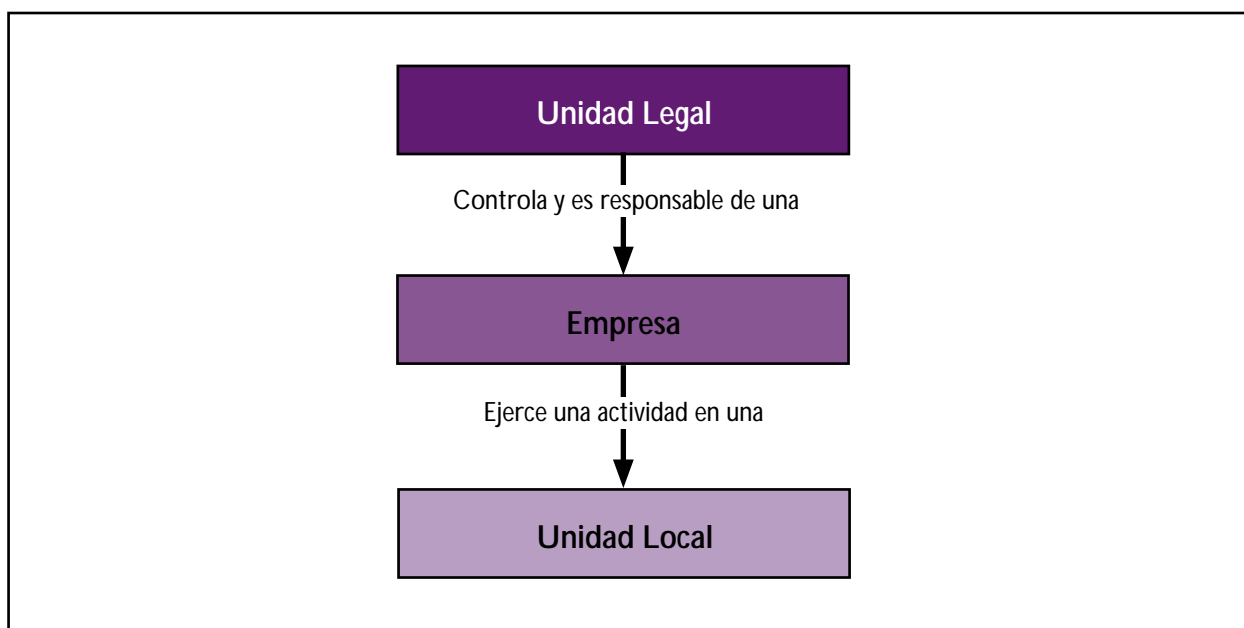 Unidad Legal
Controla y es responsable de una
Empresa
Ejerce una actividad en una
Unidad Local